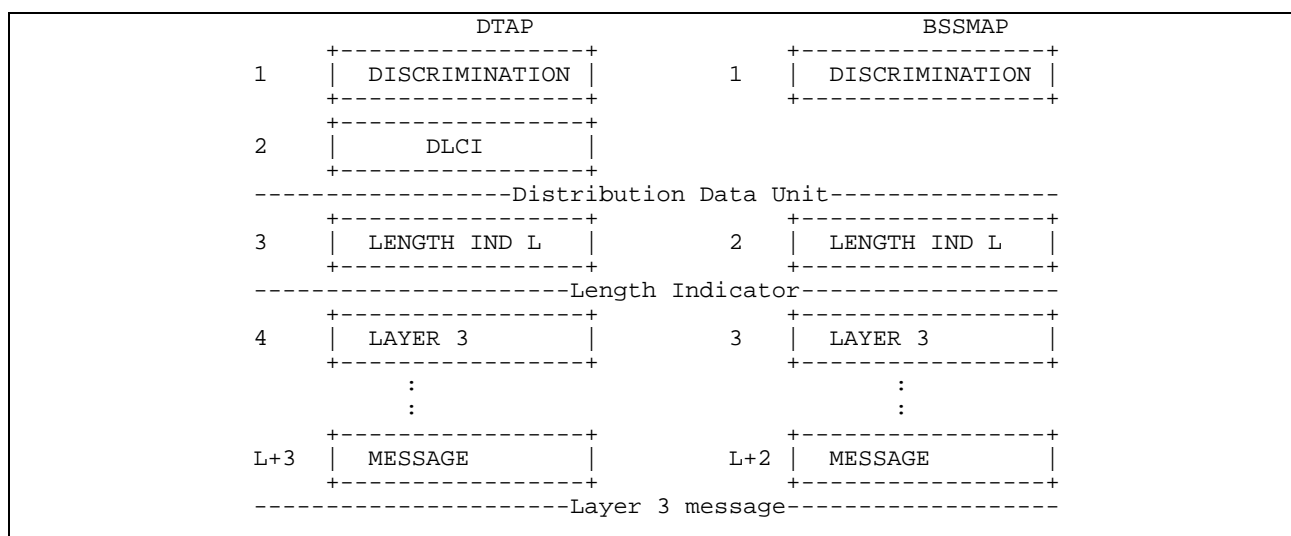 DTAP BSSMAP
+-----------------+ +-----------------+
1 | DISCRIMINATION | 1 | DISCRIMINATION |
+-----------------+ +-----------------+
+-----------------+
2 | DLCI |
+-----------------+
------------------Distribution Data Unit----------------
+-----------------+ +-----------------+
3 | LENGTH IND L | 2 | LENGTH IND L |
+-----------------+ +-----------------+
----------------------Length Indicator------------------
+-----------------+ +-----------------+
4 | LAYER 3 | 3 | LAYER 3 |
+-----------------+ +-----------------+
: :
: :
+-----------------+ +-----------------+
L+3 | MESSAGE | L+2 | MESSAGE |
+-----------------+ +-----------------+
----------------------Layer 3 message-------------------